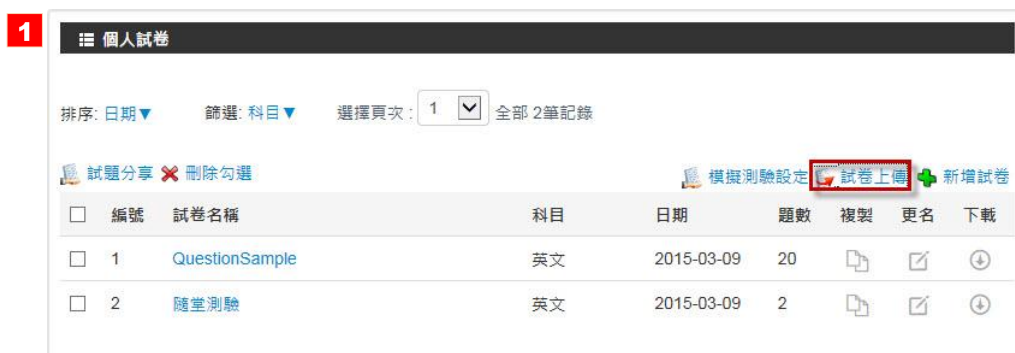 1
個人試卷
排序: 日期▼ 篩選: 科目▼ 選擇頁次 : 1 全部 2筆記錄
試題分享 刪除勾選 模擬測驗設定 試卷上傳 新增試卷
編號 試卷名稱 科目 日期 題數 複製 更名 下載
1 QuestionSample 英文 2015-03-09 20
2 隨堂測驗 英文 2015-03-09 2